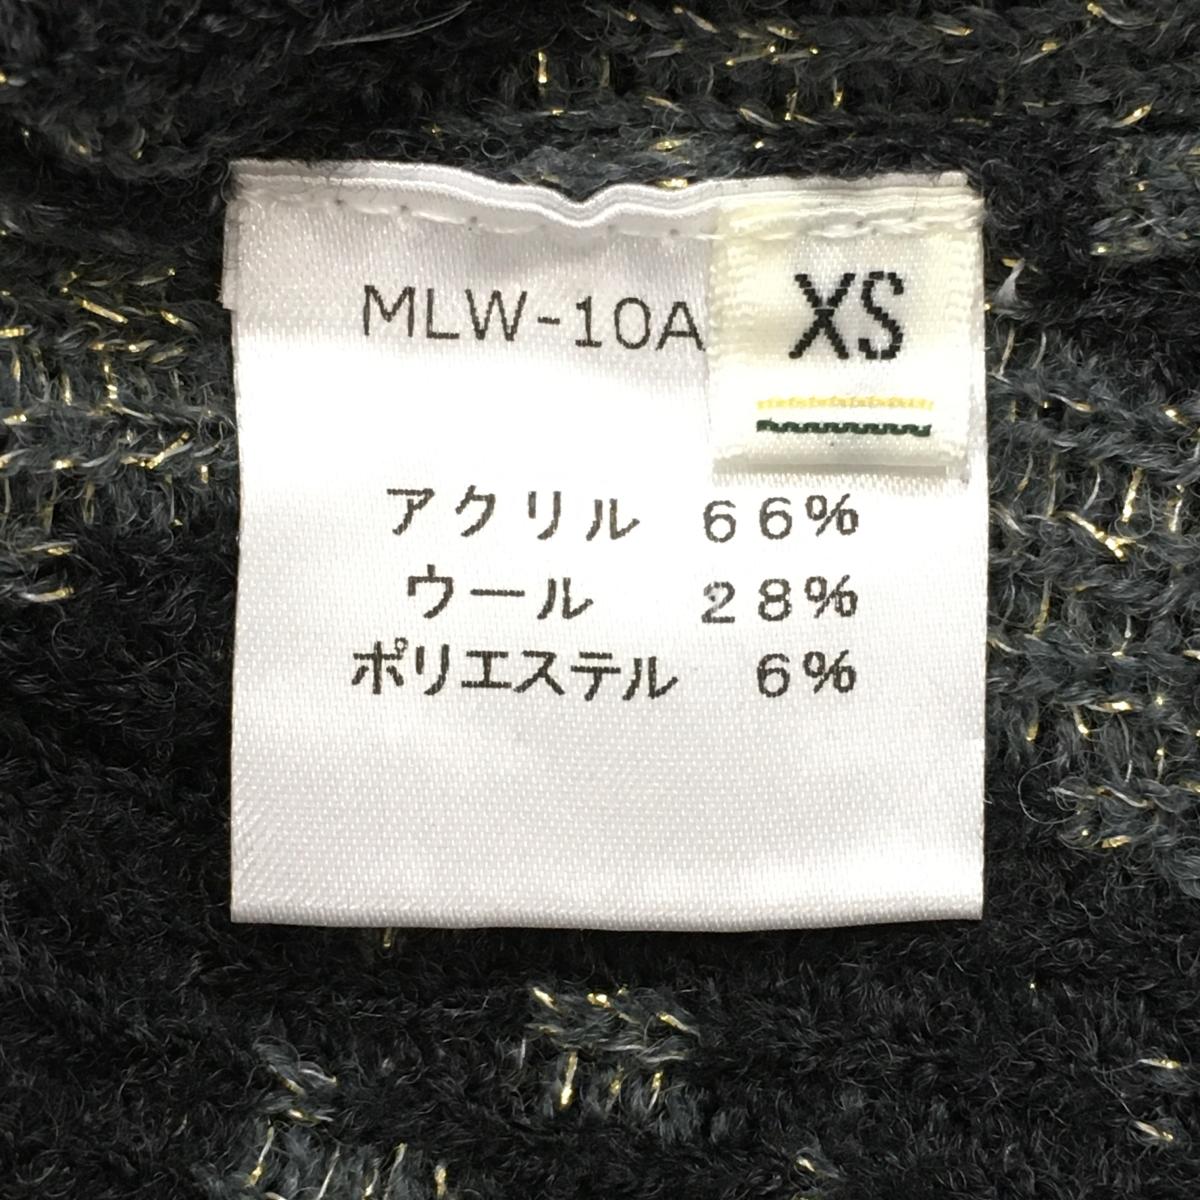 MLW-10A
XS
アクリル 66%
ウール 28%
ポリエステル 6%